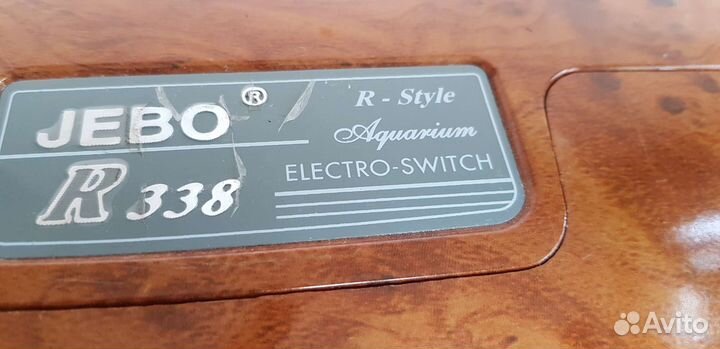 JEBO®
R 338
R - Style
Aquarium
ELECTRO-SWITCH
Avito